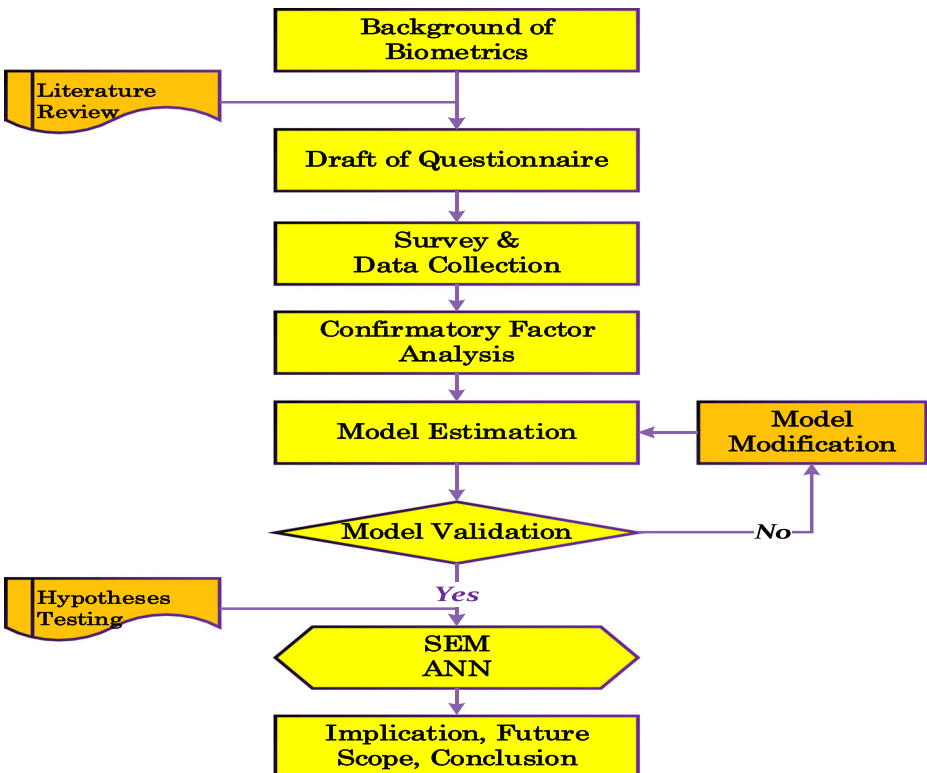 Background of
Biometrics
Literature
Review
Draft of Questionnaire
Survey &
Data Collection
Confirmatory Factor
Analysis
Model Estimation
Model
Modification
Model Validation
No
Yes
Hypotheses
Testing
SEM
ANN
Implication, Future
Scope, Conclusion